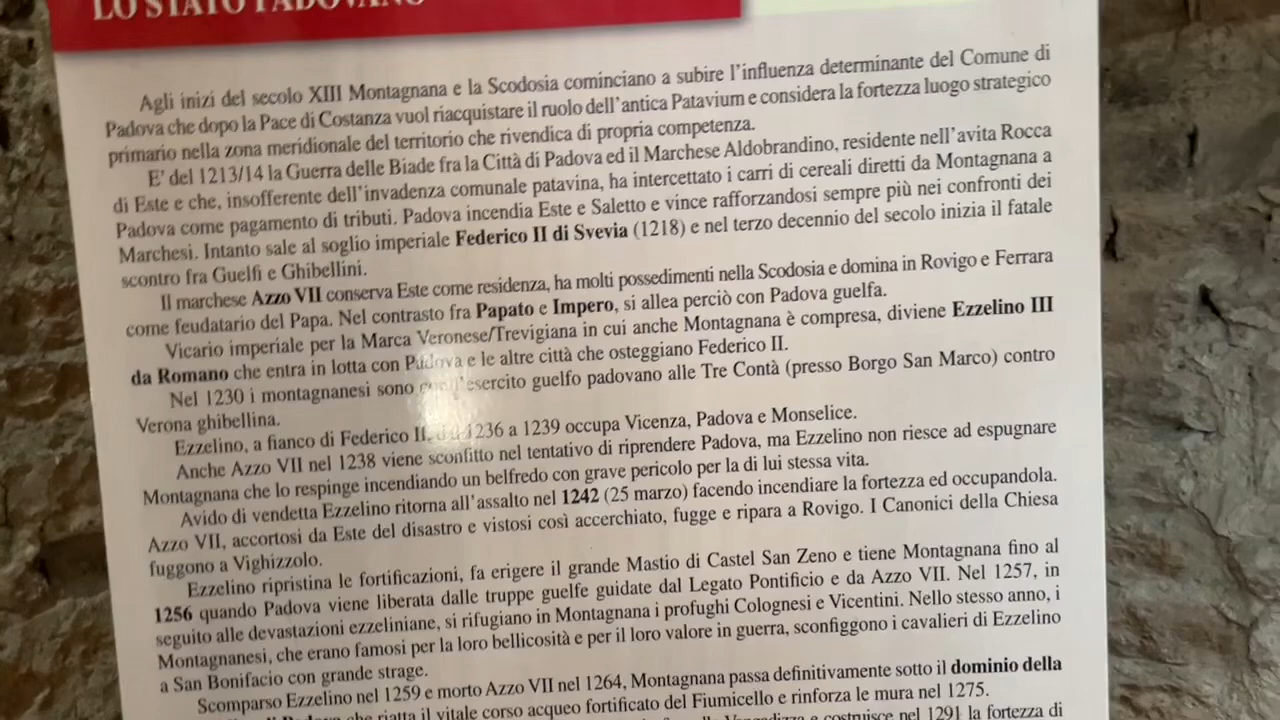 LO STATO PADOVANO
Agli inizi del secolo XIII Montagnana e la Scodosia cominciano a subire l'influenza determinante del Comune di
Padova che dopo la Pace di Costanza vuol riacquistare il ruolo dell'antica Patavium e considera la fortezza luogo strategico
primario nella zona meridionale del territorio che rivendica di propria competenza.
E' del 1213/14 la Guerra delle Biade fra la Città di Padova ed il Marchese Aldobrandino, residente nell'avita Rocca
di Este e che, insofferente dell'invadenza comunale patavina, ha intercettato i carri di cereali diretti da Montagnana a
Padova come pagamento di tributi. Padova incendia Este e Saletto e vince rafforzandosi sempre più nei confronti dei
Marchesi. Intanto sale al soglio imperiale Federico II di Svevia (1218) e nel terzo decennio del secolo inizia il fatale
scontro fra Guelfi e Ghibellini.
Il marchese Azzo VII conserva Este come residenza, ha molti possedimenti nella Scodosia e domina in Rovigo e Ferrara
come feudatario del Papa. Nel contrasto fra Papato e Impero, si allea perciò con Padova guelfa.
Vicario imperiale per la Marca Veronese/Trevigiana in cui anche Montagnana è compresa, diviene Ezzelino III
da Romano che entra in lotta con Padova e le altre città che osteggiano Federico II.
Nel 1230 i montagnanesi sono esercito guelfo padovano alle Tre Contà (presso Borgo San Marco) contro
Verona ghibellina.
Ezzelino, a fianco di Federico II, 1236 a 1239 occupa Vicenza, Padova e Monselice.
Anche Azzo VII nel 1238 viene sconfitto nel tentativo di riprendere Padova, ma Ezzelino non riesce ad espugnare
Montagnana che lo respinge incendiando un belfredo con grave pericolo per la di lui stessa vita.
Avido di vendetta Ezzelino ritorna all'assalto nel 1242 (25 marzo) facendo incendiare la fortezza ed occupandola.
Azzo VII, accortosi da Este del disastro e vistosi così accerchiato, fugge e ripara a Rovigo. I Canonici della Chiesa
fuggono a Vighizzolo.
Ezzelino ripristina le fortificazioni, fa erigere il grande Mastio di Castel San Zeno e tiene Montagnana fino al
1256 quando Padova viene liberata dalle truppe guelfe guidate dal Legato Pontificio e da Azzo VII. Nel 1257, in
seguito alle devastazioni ezzeliniane, si rifugiano in Montagnana i profughi Colognesi e Vicentini. Nello stesso anno, i
Montagnanesi, che erano famosi per la loro bellicosità e per il loro valore in guerra, sconfiggono i cavalieri di Ezzelino
a San Bonifacio con grande strage.
Scomparso Ezzelino nel 1259 e morto Azzo VII nel 1264, Montagnana passa definitivamente sotto il dominio della
di Padova che riatta il vitale corso acqueo fortificato del Fiumicello e rinforza le mura nel 1275.
e costruisce nel 1291 la fortezza di